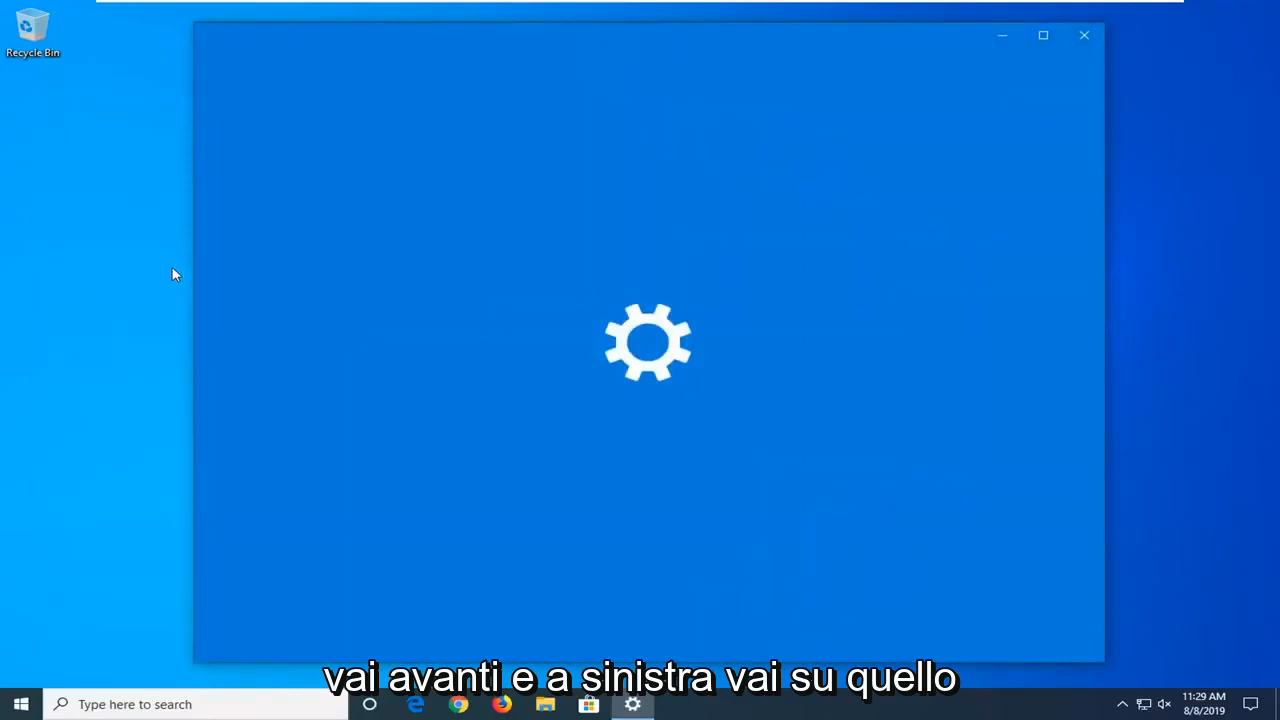 Recycle Bin
vai avanti e a sinistra vai su quello
Type here to search
11:29 AM
8/8/2019